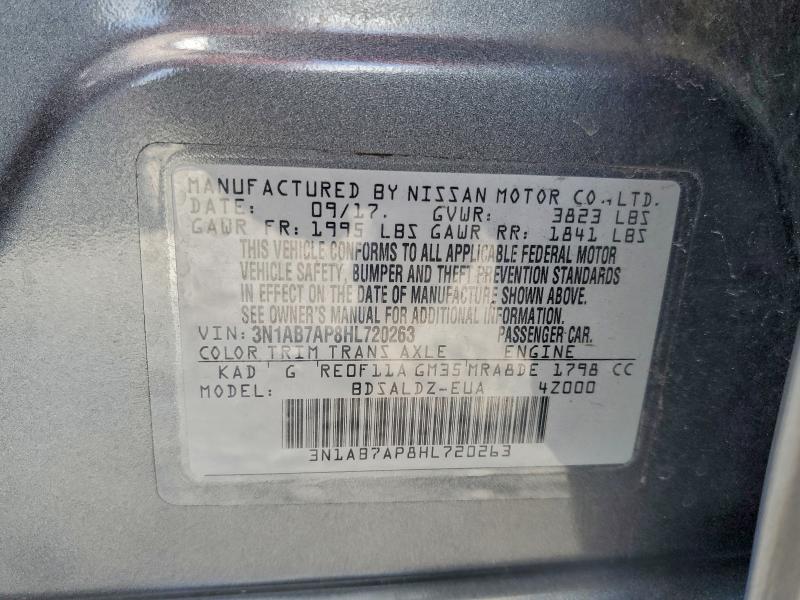 MANUFACTURED BY NISSAN MOTOR CO.,LTD.
DATE: 09/17. GVWR: 3823 LBS
GAWR FR: 1995 LBS GAWR RR: 1841 LBS
THIS VEHICLE CONFORMS TO ALL APPLICABLE FEDERAL MOTOR
VEHICLE SAFETY, BUMPER AND THEFT PREVENTION STANDARDS
IN EFFECT ON THE DATE OF MANUFACTURE SHOWN ABOVE.
SEE OWNER'S MANUAL FOR ADDITIONAL INFORMATION.
VIN: 3N1AB7AP8HL720263 PASSENGER CAR.
COLOR TRIM TRANS AXLE ENGINE
KAD G RE0F11A GM35 MRA8DE 1798 CC
MODEL: BDSALDZ-EUA 4Z000
3N1AB7AP8HL720263